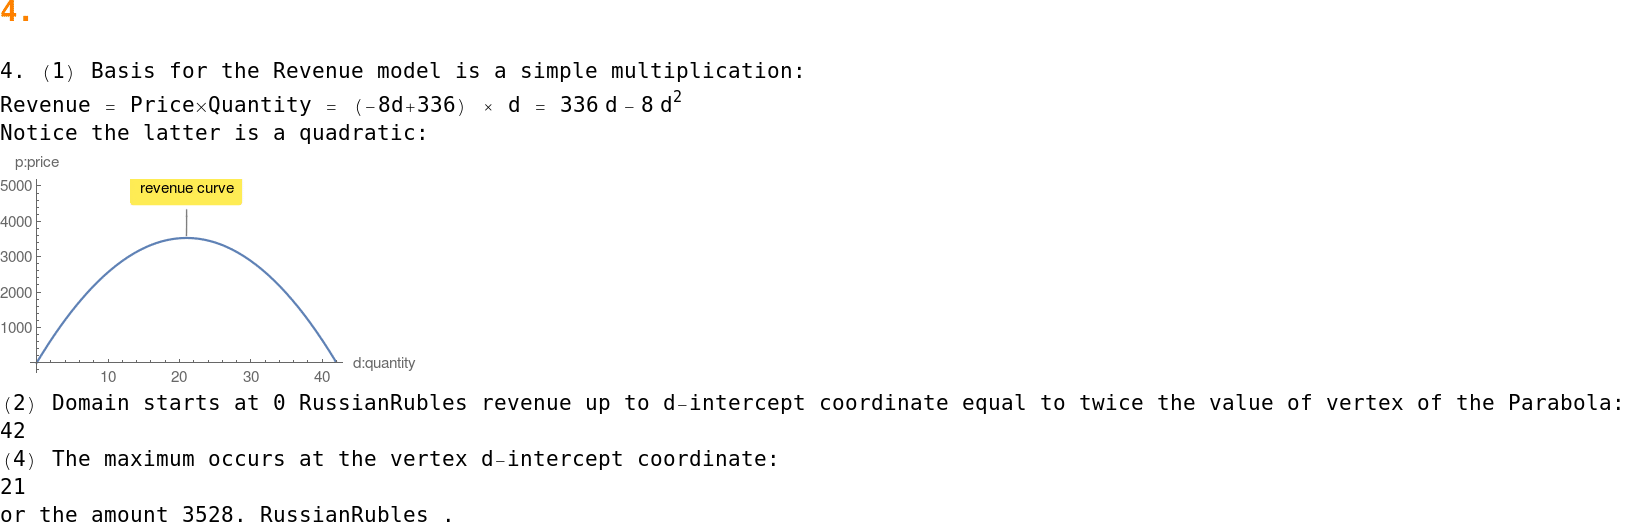 4.
4. (1) Basis for the Revenue model is a simple multiplication:
Revenue = Price×Quantity = (-8d+336) × d = 336 d - 8 d²
Notice the latter is a quadratic:
p:price
5000
revenue curve
4000
3000
2000
1000
d:quantity
10 20 30 40
(2) Domain starts at 0 RussianRubles revenue up to d-intercept coordinate equal to twice the value of vertex of the Parabola:
42
(4) The maximum occurs at the vertex d-intercept coordinate:
21
or the amount 3528. RussianRubles .